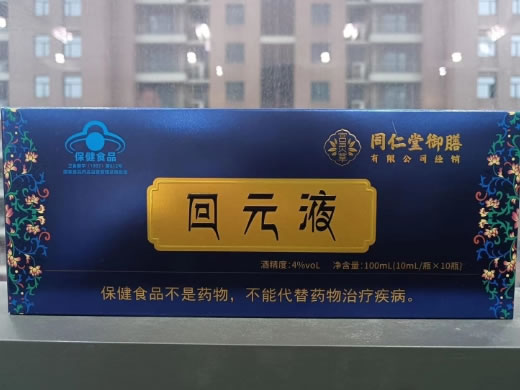 保健食品
同仁堂御膳
有限公司经销
回元液
酒精度:4%voL 净含量:100mL(10mL/瓶×10瓶)
保健食品不是药物，不能代替药物治疗疾病。